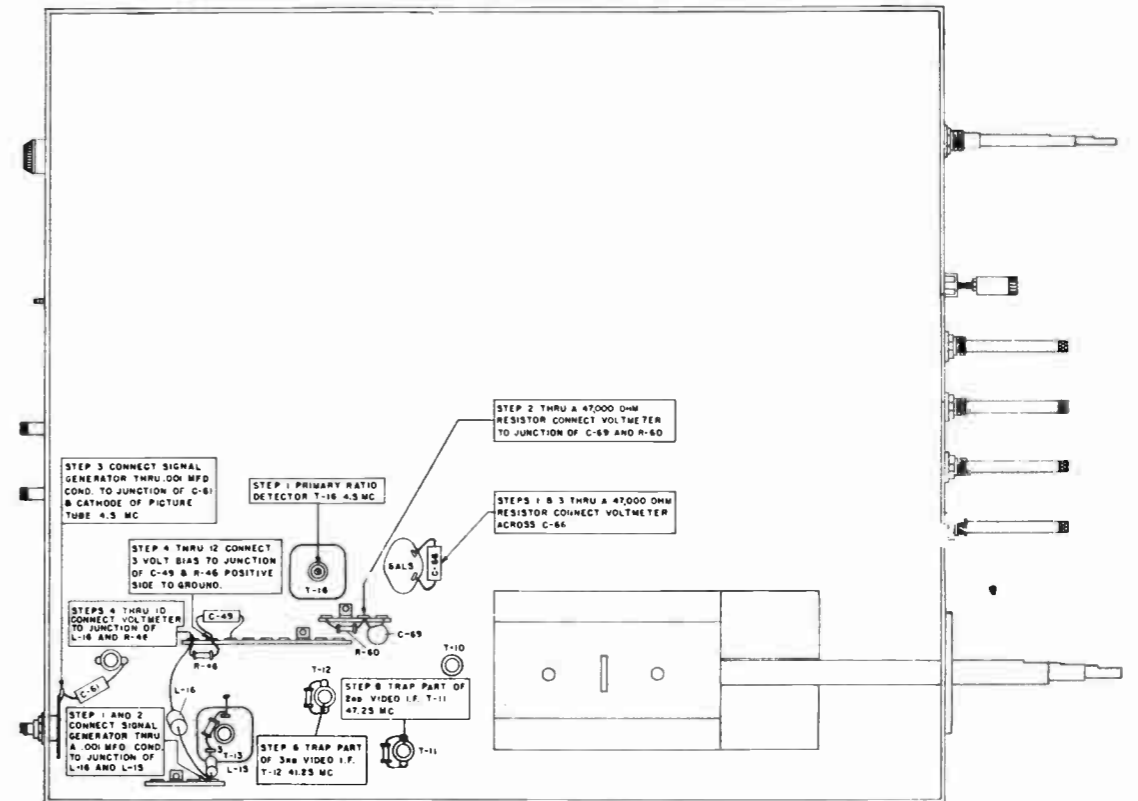 STEP 2 THRU A 47,000 OHM
RESISTOR CONNECT VOLTMETER
TO JUNCTION OF C-69 AND R-60
STEP 3 CONNECT SIGNAL
GENERATOR THRU .001 MFD
COND. TO JUNCTION OF C-61
& CATHODE OF PICTURE
TUBE 4.5 MC
STEP 1 PRIMARY RATIO
DETECTOR T-16 4.5 MC
STEPS 1 & 3 THRU A 47,000 OHM
RESISTOR CONNECT VOLTMETER
ACROSS C-66
STEP 4 THRU 12 CONNECT
3 VOLT BIAS TO JUNCTION
OF C-49 & R-46 POSITIVE
SIDE TO GROUND.
6AL5
C-66
T-16
STEPS 4 THRU 10
CONNECT VOLTMETER
TO JUNCTION OF
L-16 AND R-46
C-49
C-69
R-60
R-46
T-10
T-12
C-61
L-16
STEP 8 TRAP PART OF
2ND VIDEO I.F. T-11
47.25 MC
STEP 1 AND 2
CONNECT SIGNAL
GENERATOR THRU
A .001 MFD COND.
TO JUNCTION OF
L-16 AND L-15
T-13
L-15
STEP 6 TRAP PART
OF 3RD VIDEO I.F.
T-12 41.25 MC
T-11